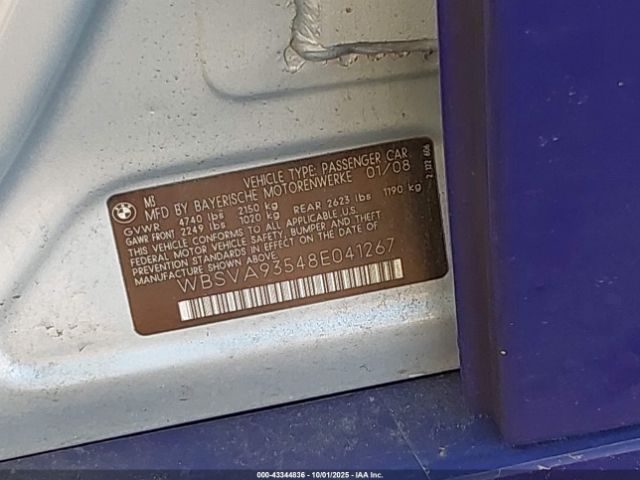 M3
VEHICLE TYPE: PASSENGER CAR
MFD BY BAYERISCHE MOTORENWERKE 01/08
GVWR 4740 lbs 2150 kg
GAWR FRONT 2249 lbs 1020 kg REAR 2623 lbs 1190 kg
THIS VEHICLE CONFORMS TO ALL APPLICABLE
U.S. FEDERAL MOTOR VEHICLE SAFETY, AND THEFT
PREVENTION STANDARDS IN EFFECT ON THE DATE OF
MANUFACTURE SHOWN ABOVE.
WBSVA93548E041267
000-43344836 - 10/01/2025 - IAA Inc.